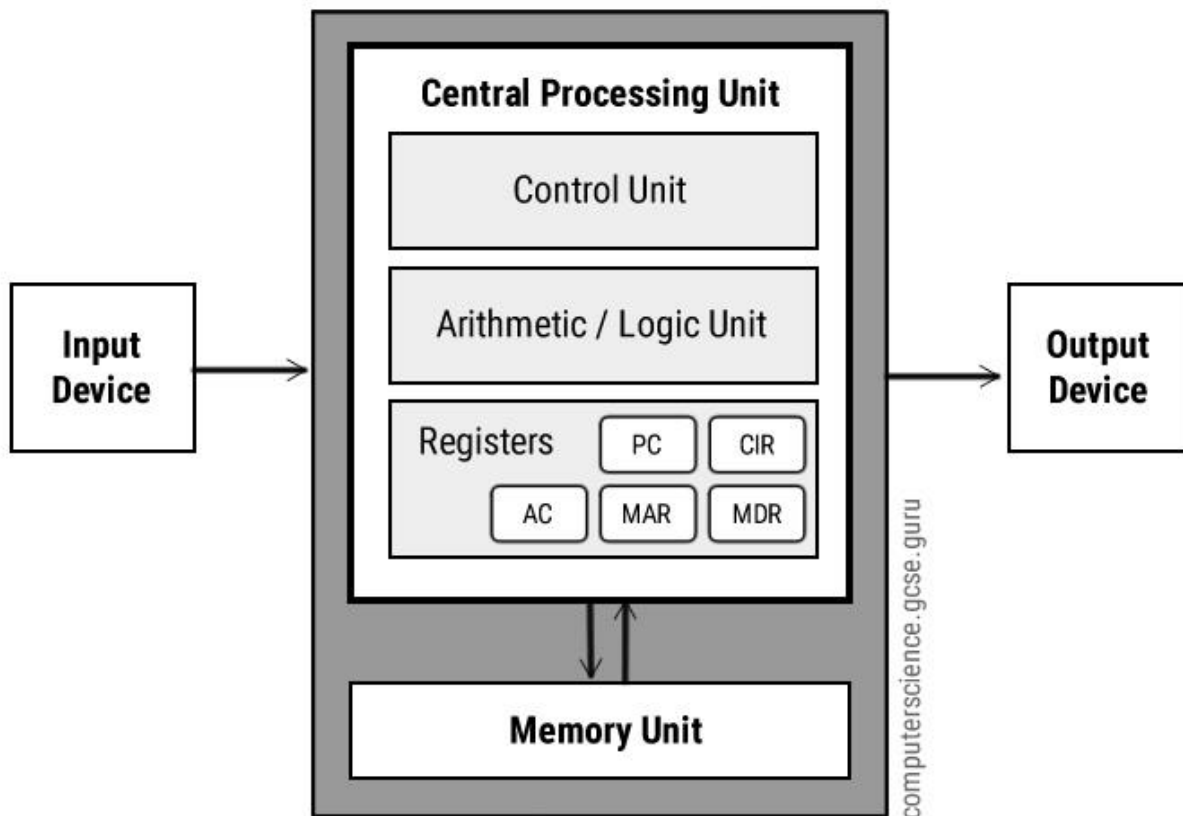 Central Processing Unit
Control Unit
Arithmetic / Logic Unit
Input
Device
Output
Device
Registers
PC
CIR
AC
MAR
MDR
Memory Unit
computerscience.gcse.guru